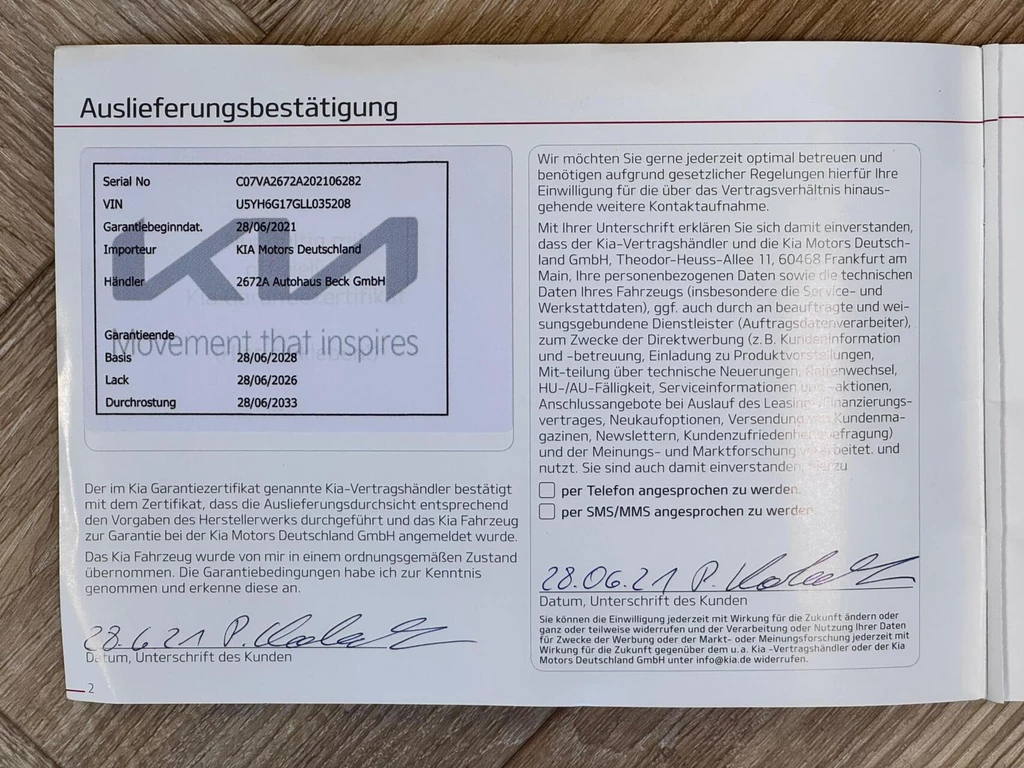 Auslieferungsbestätigung
Serial No C07VA2672A202106282
VIN U5YH6G17GLL035208
Garantiebeginndat. 28/06/2021
Importeur KIA Motors Deutschland
Händler 2672A Autohaus Beck GmbH
KIA
Garantieende
Movement that inspires
Basis 28/06/2028
Lack 28/06/2026
Durchrostung 28/06/2033
Der im Kia Garantiezertifikat genannte Kia-Vertragshändler bestätigt
mit dem Zertifikat, dass die Auslieferungsdurchsicht entsprechend
den Vorgaben des Herstellerwerks durchgeführt und das Kia Fahrzeug
zur Garantie bei der Kia Motors Deutschland GmbH angemeldet wurde.
Das Kia Fahrzeug wurde von mir in einem ordnungsgemäßen Zustand
übernommen. Die Garantiebedingungen habe ich zur Kenntnis
genommen und erkenne diese an.
28.6.21 P.
Datum, Unterschrift des Kunden
2
Wir möchten Sie gerne jederzeit optimal betreuen und
benötigen aufgrund gesetzlicher Regelungen hierfür Ihre
Einwilligung für die über das Vertragsverhältnis hinaus-
gehende weitere Kontaktaufnahme.
Mit Ihrer Unterschrift erklären Sie sich damit einverstanden,
dass der Kia-Vertragshändler und die Kia Motors Deutsch-
land GmbH, Theodor-Heuss-Allee 11, 60468 Frankfurt am
Main, Ihre personenbezogenen Daten sowie die technischen
Daten Ihres Fahrzeugs (insbesondere die Service- und
Werkstattdaten), ggf. auch durch an beauftragte und wei-
sungsgebundene Dienstleister (Auftragsdatenverarbeiter),
zum Zwecke der Direktwerbung (z.B. Kundeninformation
und -betreuung, Einladung zu Produktvorstellungen,
Mit-teilung über technische Neuerungen, Reifenwechsel,
HU-/AU-Fälligkeit, Serviceinformationen und -aktionen,
Anschlussangebote bei Auslauf des Leasing-/Finanzierungs-
vertrages, Neukaufoptionen, Versendung von Kundenma-
gazinen, Newslettern, Kundenzufriedenheitsbefragung)
und der Meinungs- und Marktforschung verarbeitet. und
nutzt. Sie sind auch damit einverstanden, hierzu
per Telefon angesprochen zu werden.
per SMS/MMS angesprochen zu werden
28.06.21 P.
Datum, Unterschrift des Kunden
Sie können die Einwilligung jederzeit mit Wirkung für die Zukunft ändern oder
ganz oder teilweise widerrufen und der Verarbeitung oder Nutzung Ihrer Daten
für Zwecke der Werbung oder der Markt- oder Meinungsforschung jederzeit mit
Wirkung für die Zukunft gegenüber dem u.a. Kia -Vertragshändler oder der Kia
Motors Deutschland GmbH unter info@kia.de widerrufen.